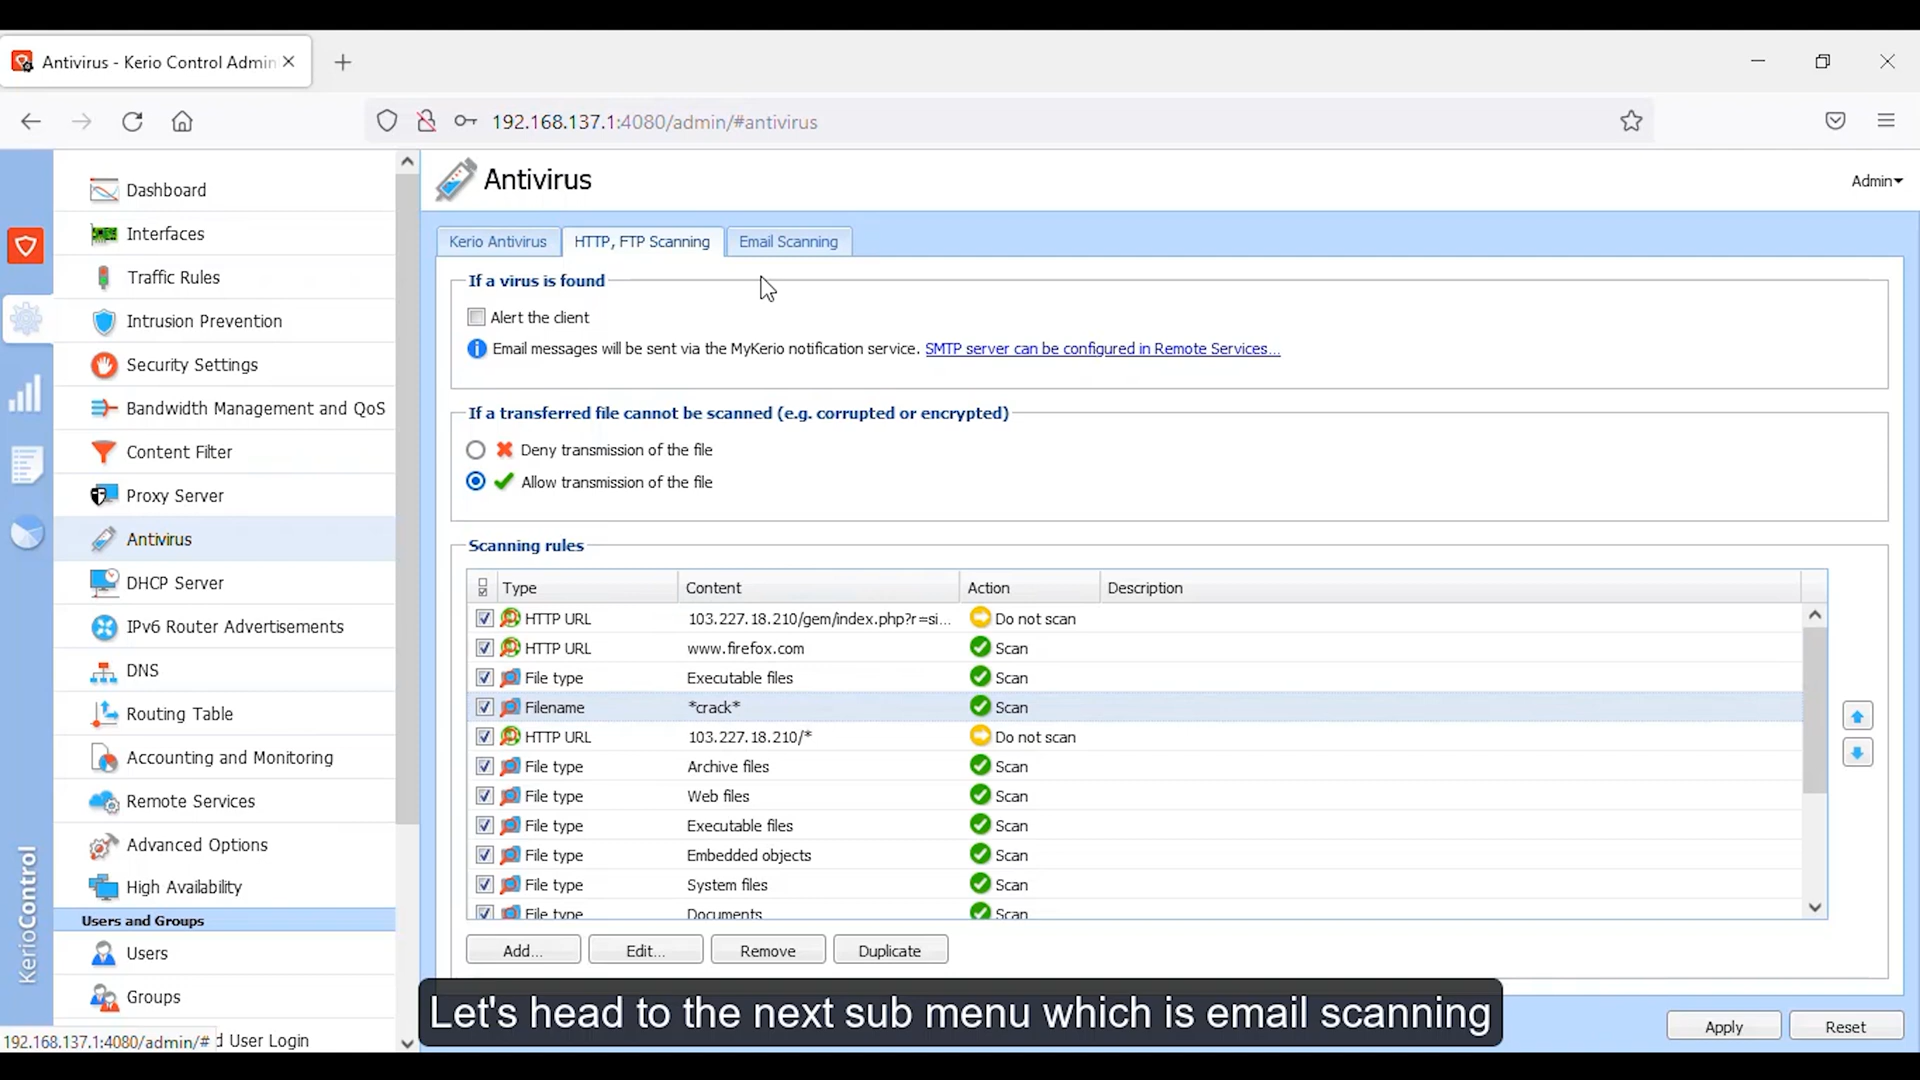 Antivirus - Kerio Control Admin
192.168.137.1:4080/admin/#antivirus
Dashboard
Interfaces
Traffic Rules
Intrusion Prevention
Security Settings
Bandwidth Management and QoS
Content Filter
Proxy Server
Antivirus
DHCP Server
IPv6 Router Advertisements
DNS
Routing Table
Accounting and Monitoring
Remote Services
Advanced Options
High Availability
Users and Groups
Users
Groups
d User Login
192.168.137.1:4080/admin/#
KerioControl
Antivirus
Admin
Kerio Antivirus HTTP, FTP Scanning Email Scanning
If a virus is found
Alert the client
Email messages will be sent via the MyKerio notification service. SMTP server can be configured in Remote Services...
If a transferred file cannot be scanned (e.g. corrupted or encrypted)
Deny transmission of the file
Allow transmission of the file
Scanning rules
Type Content Action Description
HTTP URL 103.227.18.210/gem/index.php?r=si... Do not scan
HTTP URL www.firefox.com Scan
File type Executable files Scan
Filename *crack* Scan
HTTP URL 103.227.18.210/* Do not scan
File type Archive files Scan
File type Web files Scan
File type Executable files Scan
File type Embedded objects Scan
File type System files Scan
File type Documents Scan
Add... Edit... Remove Duplicate
Let's head to the next sub menu which is email scanning
Apply Reset